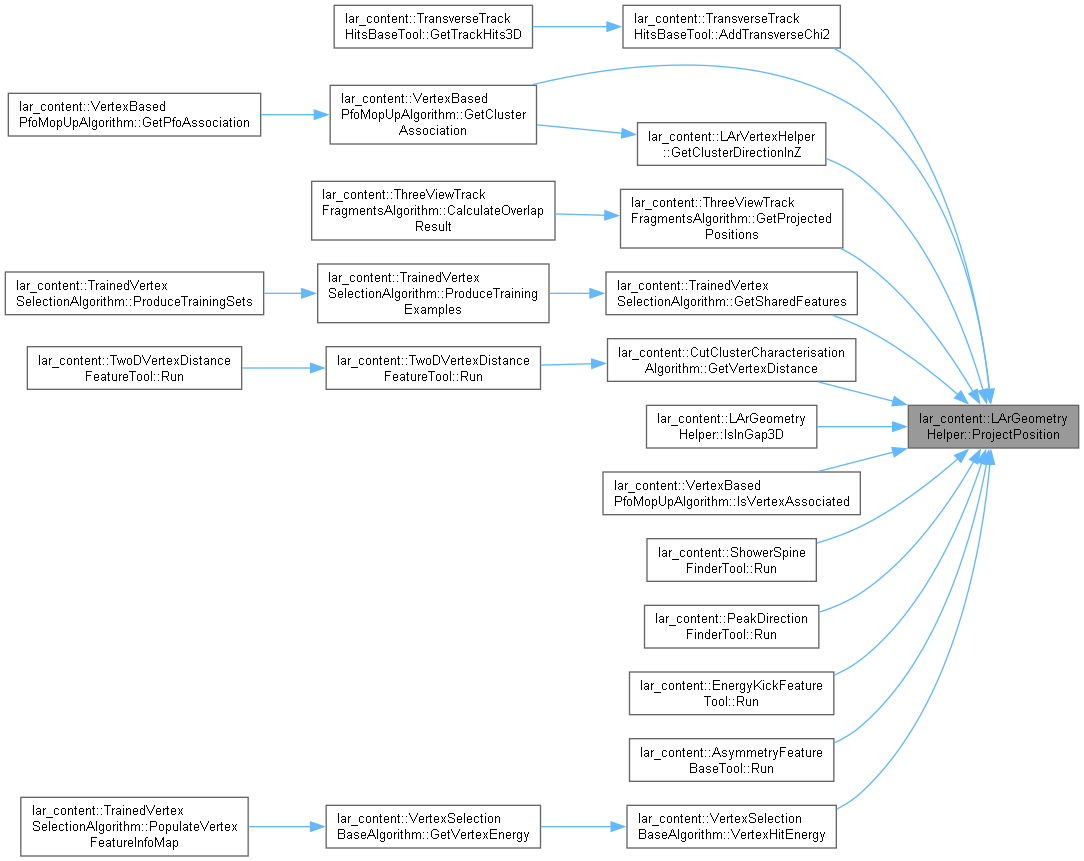 lar_content::TransverseTrack
HitsBaseTool::GetTrackHits3D
lar_content::TransverseTrack
HitsBaseTool::AddTransverseChi2
lar_content::VertexBased
PfoMopUpAlgorithm::GetPfoAssociation
lar_content::VertexBased
PfoMopUpAlgorithm::GetCluster
Association
lar_content::LArVertexHelper
::GetClusterDirectionInZ
lar_content::ThreeViewTrack
FragmentsAlgorithm::CalculateOverlap
Result
lar_content::ThreeViewTrack
FragmentsAlgorithm::GetProjected
Positions
lar_content::TrainedVertex
SelectionAlgorithm::ProduceTrainingSets
lar_content::TrainedVertex
SelectionAlgorithm::ProduceTraining
Examples
lar_content::TrainedVertex
SelectionAlgorithm::GetSharedFeatures
lar_content::TwoDVertexDistance
FeatureTool::Run
lar_content::TwoDVertexDistance
FeatureTool::Run
lar_content::CutClusterCharacterisation
Algorithm::GetVertexDistance
lar_content::LArGeometry
Helper::IsInGap3D
lar_content::LArGeometry
Helper::ProjectPosition
lar_content::VertexBased
PfoMopUpAlgorithm::IsVertexAssociated
lar_content::ShowerSpine
FinderTool::Run
lar_content::PeakDirection
FinderTool::Run
lar_content::EnergyKickFeature
Tool::Run
lar_content::AsymmetryFeature
BaseTool::Run
lar_content::TrainedVertex
SelectionAlgorithm::PopulateVertex
FeatureInfoMap
lar_content::VertexSelection
BaseAlgorithm::GetVertexEnergy
lar_content::VertexSelection
BaseAlgorithm::VertexHitEnergy